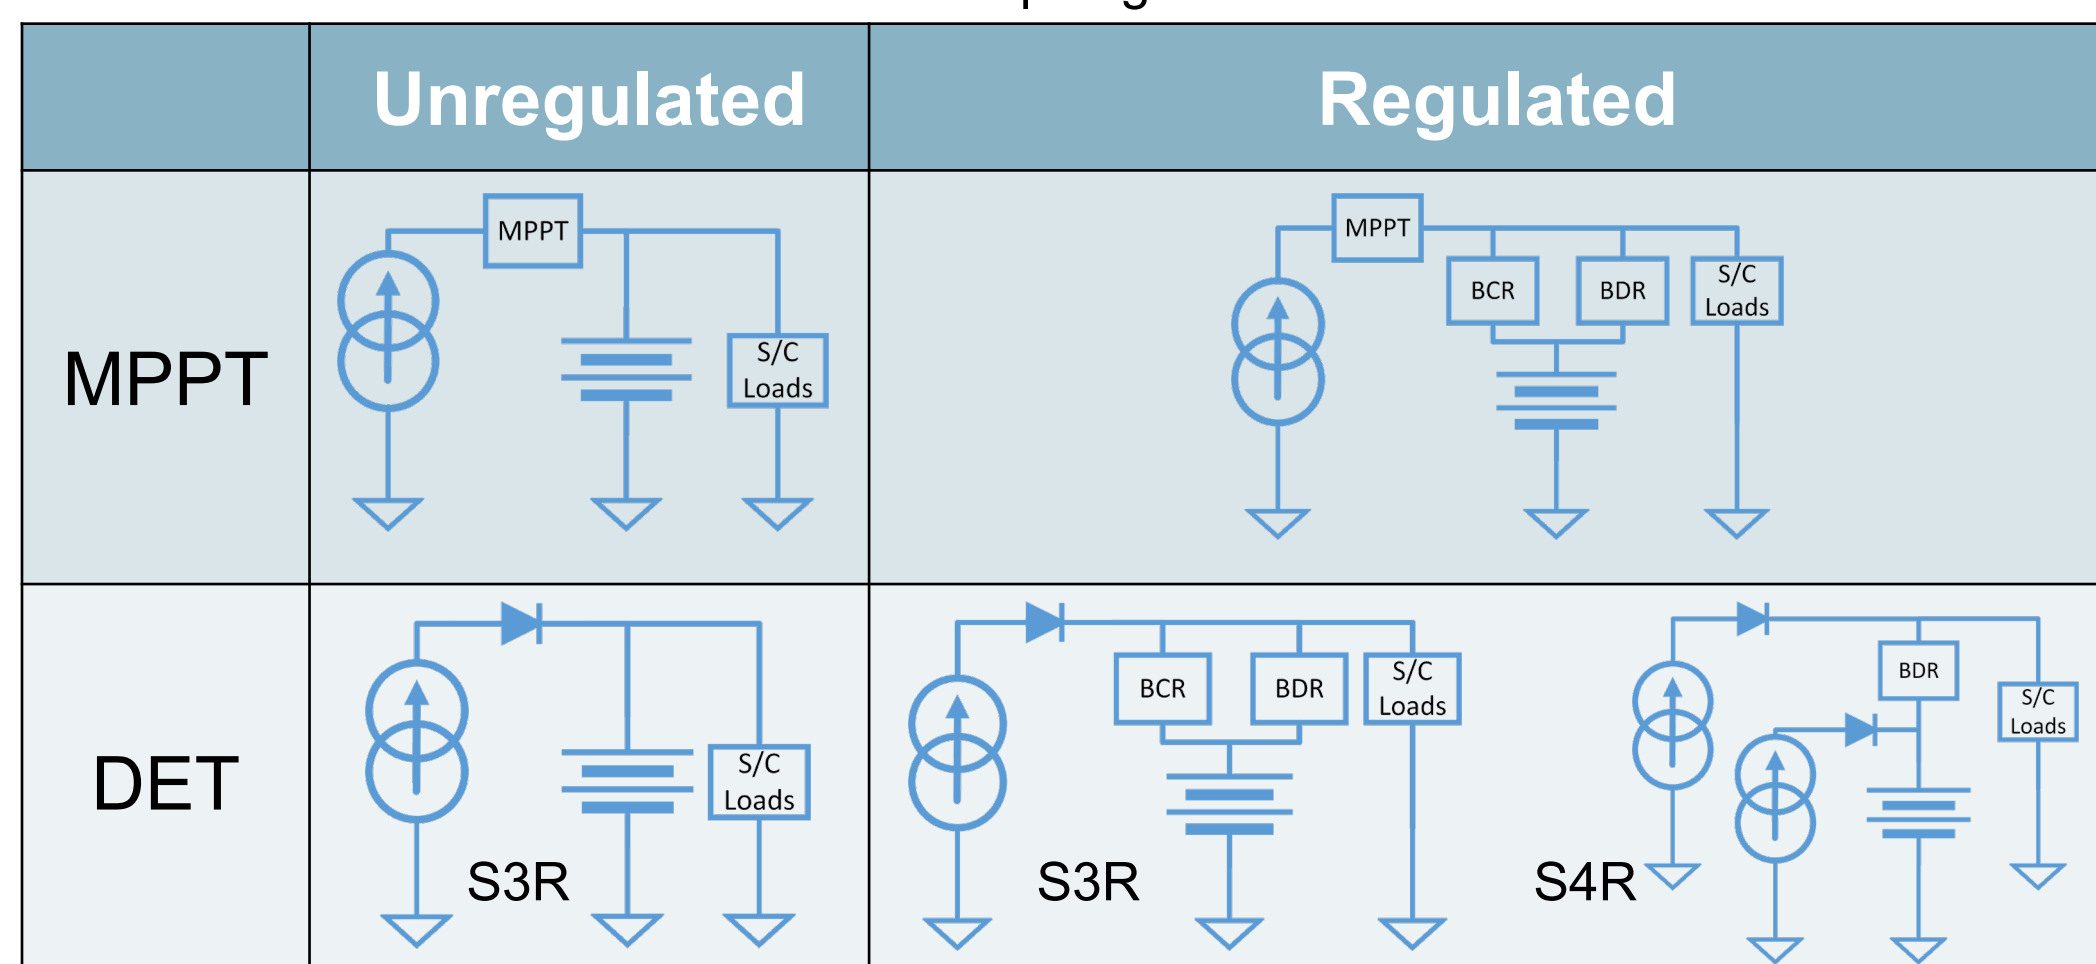 Unregulated
Regulated
MPPT
MPPT
S/C
Loads
MPPT
BCR
BDR
S/C
Loads
DET
S/C
Loads
S3R
BCR
BDR
S/C
Loads
S3R
BDR
S/C
Loads
S4R